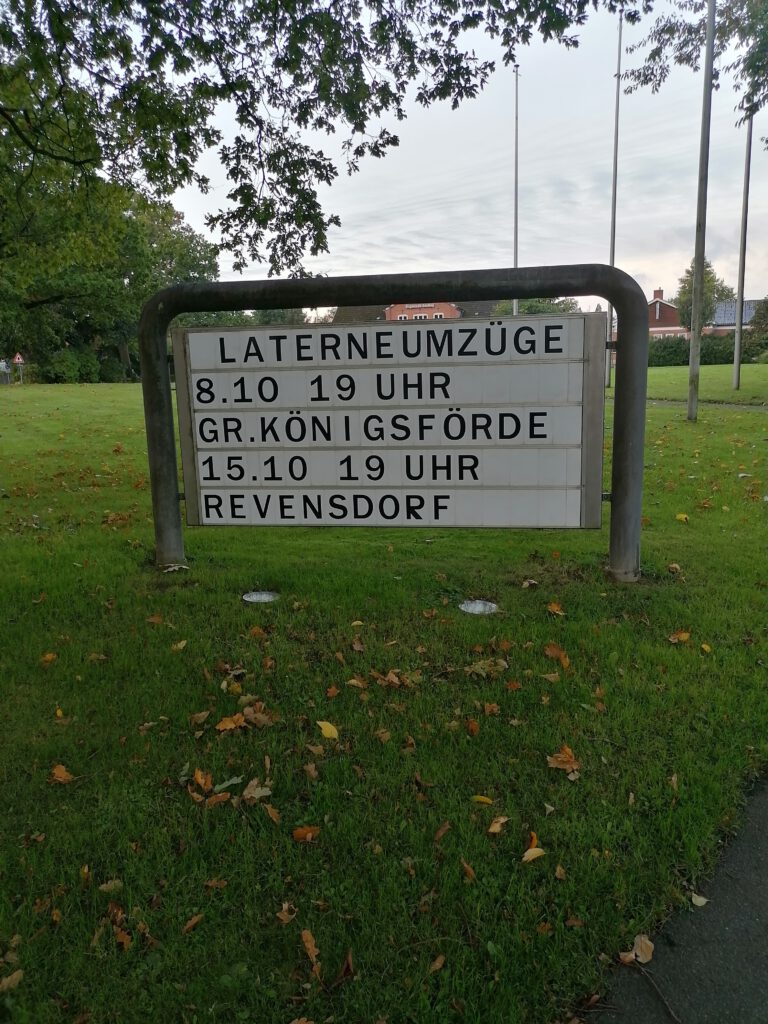 LATERNEUMZÜGE
8.10 19 UHR
GR.KÖNIGSFÖRDE
15.10 19 UHR
REVENSDORF